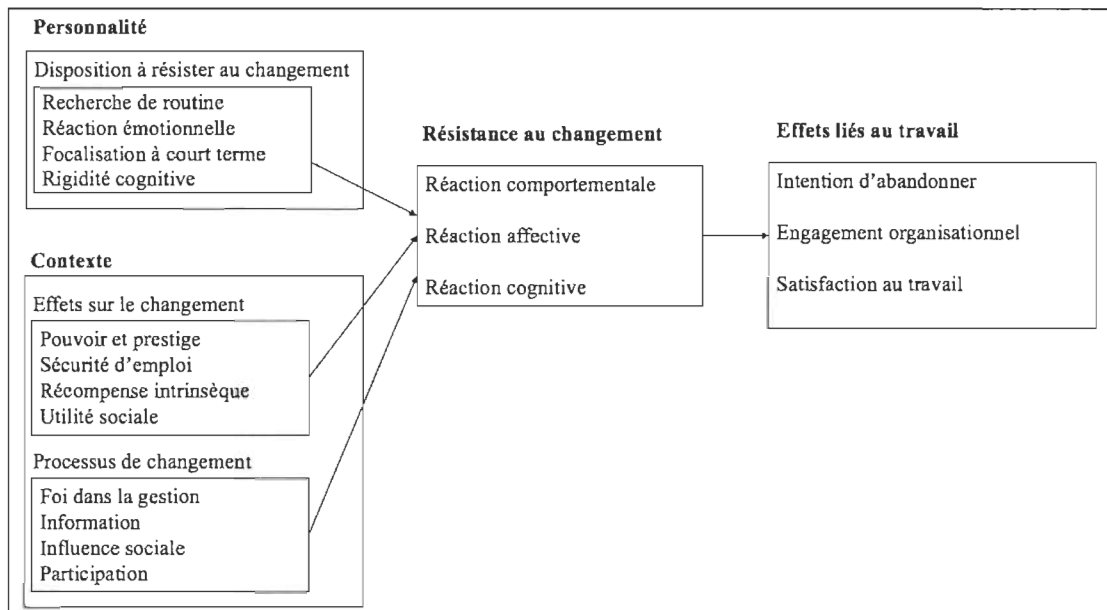 Personnalité
Disposition à résister au changement
Recherche de routine
Réaction émotionnelle
Focalisation à court terme
Rigidité cognitive
Contexte
Effets sur le changement
Pouvoir et prestige
Sécurité d'emploi
Récompense intrinsèque
Utilité sociale
Processus de changement
Foi dans la gestion
Information
Influence sociale
Participation
Résistance au changement
Réaction comportementale
Réaction affective
Réaction cognitive
Effets liés au travail
Intention d'abandonner
Engagement organisationnel
Satisfaction au travail